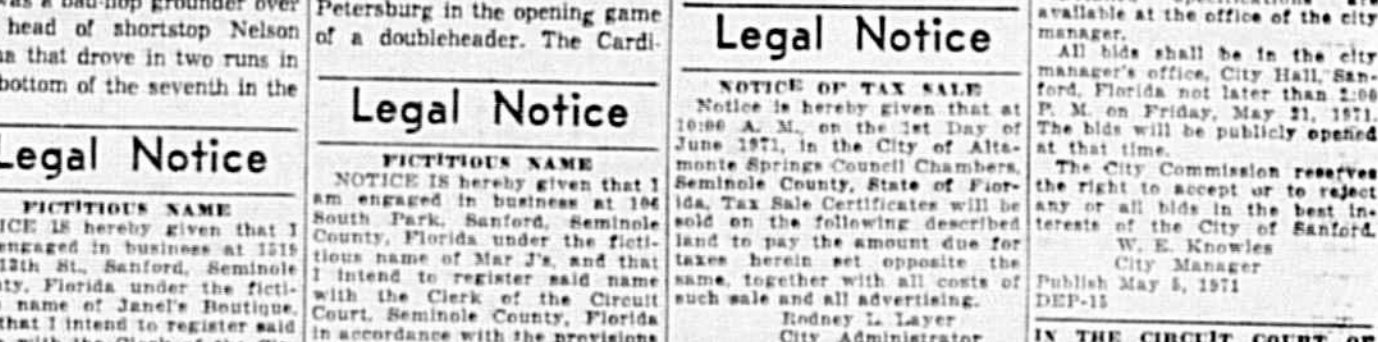 was a bad-hop grounder over
head of shortstop Nelson
that drove in two runs in
bottom of the seventh in the
Legal Notice
FICTITIOUS NAME
ICE IS hereby given that I
engaged in business at 1519
13th St., Sanford, Seminole
ty, Florida under the ficti-
name of Janel's Boutique,
that I intend to register said
with the Clerk of the
Petersburg in the opening game
of a doubleheader. The Cardi-
Legal Notice
FICTITIOUS NAME
NOTICE IS hereby given that I
am engaged in business at 106
South Park, Sanford, Seminole
County, Florida under the ficti-
tious name of Mar J's, and that
I intend to register said name
with the Clerk of the Circuit
Court, Seminole County, Florida
in accordance with the provisions
Legal Notice
NOTICE OF TAX SALE
Notice is hereby given that at
10:00 A. M., on the 1st Day of
June 1971, in the City of Alta-
monte Springs Council Chambers,
Seminole County, State of Flor-
ida, Tax Sale Certificates will be
sold on the following described
land to pay the amount due for
taxes herein set opposite the
same, together with all costs of
such sale and all advertising.
Rodney L. Layer
City Administrator
available at the office of the city
manager.
All bids shall be in the city
manager's office, City Hall, San-
ford, Florida not later than 2:00
P. M. on Friday, May 21, 1971.
The bids will be publicly opened
at that time.
The City Commission reserves
the right to accept or to reject
any or all bids in the best in-
terests of the City of Sanford.
W. E. Knowles
City Manager
Publish May 5, 1971
DEP-15
IN THE CIRCUIT COURT OF